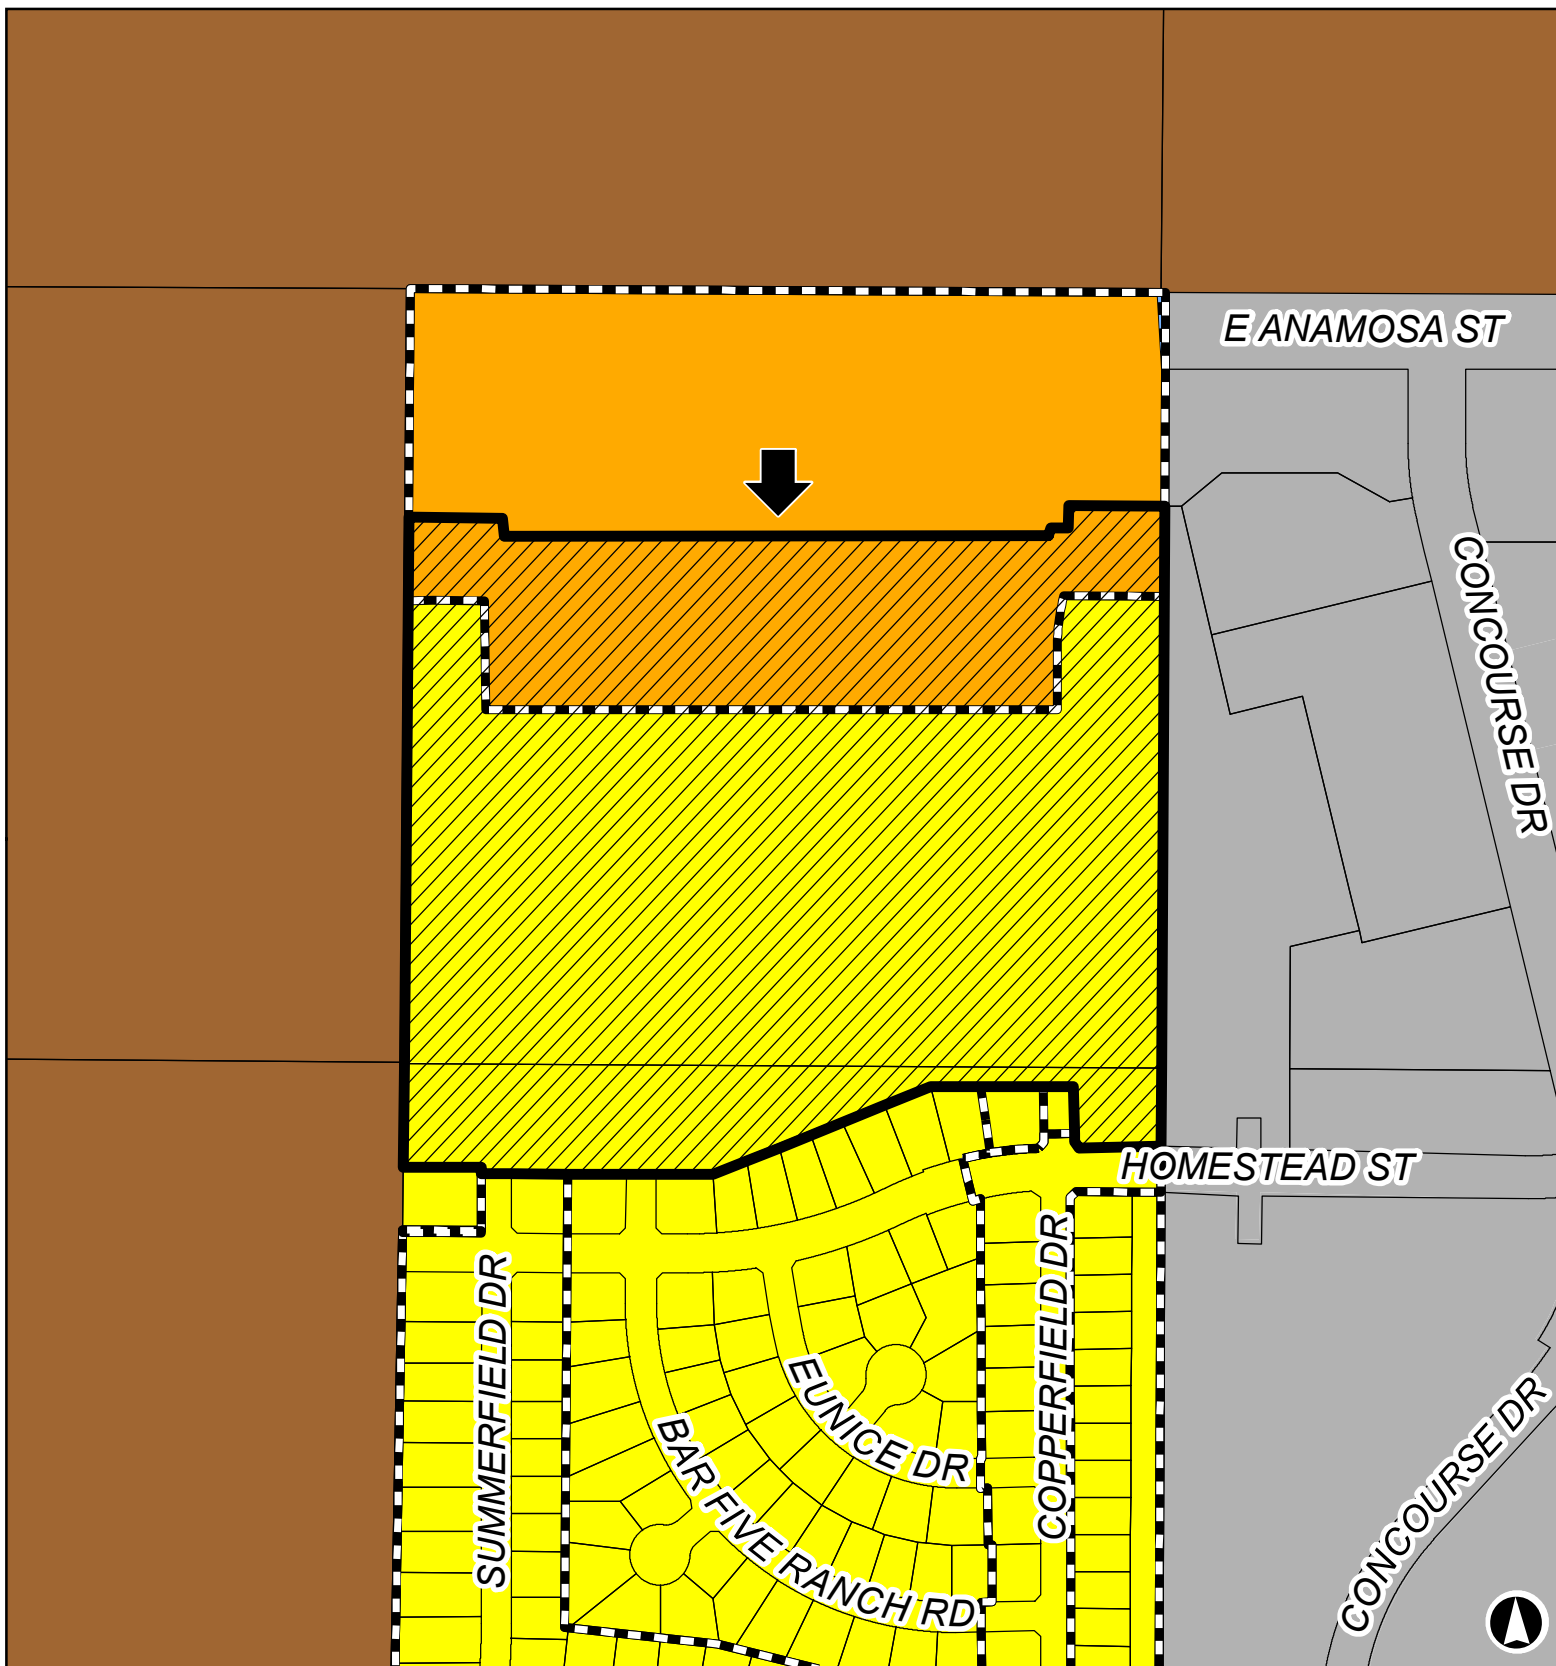 E ANAMOSA ST
CONCOURSE DR
HOMESTEAD ST
SUMMERFIELD DR
COPPERFIELD DR
EUNICE DR
BAR FIVE RANCH RD
CONCOURSE DR